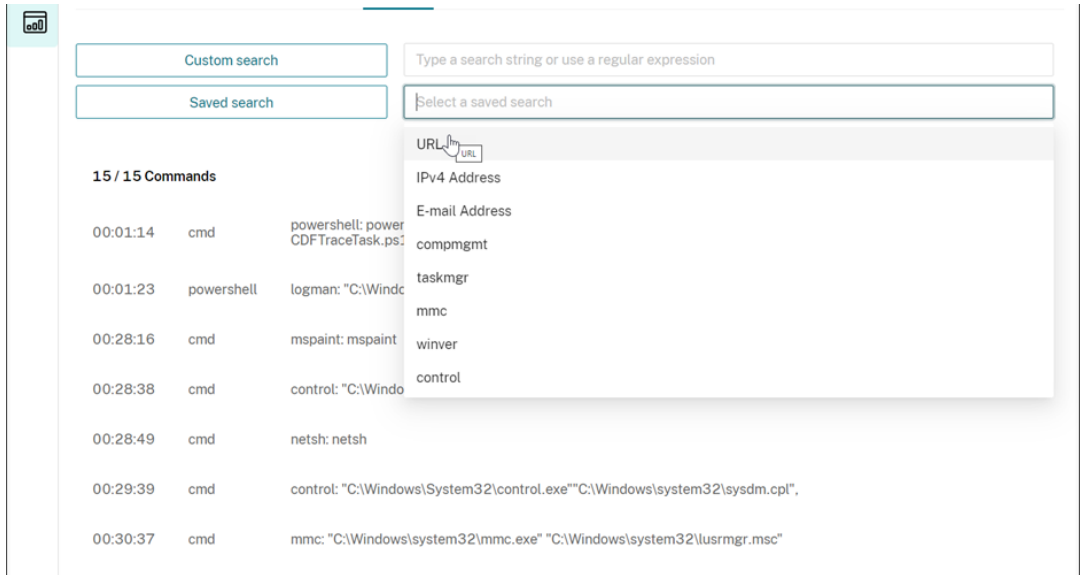 Custom search
Type a search string or use a regular expression
Saved search
Select a saved search
URL
URL
IPv4 Address
E-mail Address
compmgmt
taskmgr
mmc
winver
control
15 / 15 Commands
00:01:14 cmd powershell: power
CDFTraceTask.ps1
00:01:23 powershell logman: "C:\Windo
00:28:16 cmd mspaint: mspaint
00:28:38 cmd control: "C:\Windo
00:28:49 cmd netsh: netsh
00:29:39 cmd control: "C:\Windows\System32\control.exe""C:\Windows\system32\sysdm.cpl",
00:30:37 cmd mmc: "C:\Windows\system32\mmc.exe" "C:\Windows\system32\lusrmgr.msc"